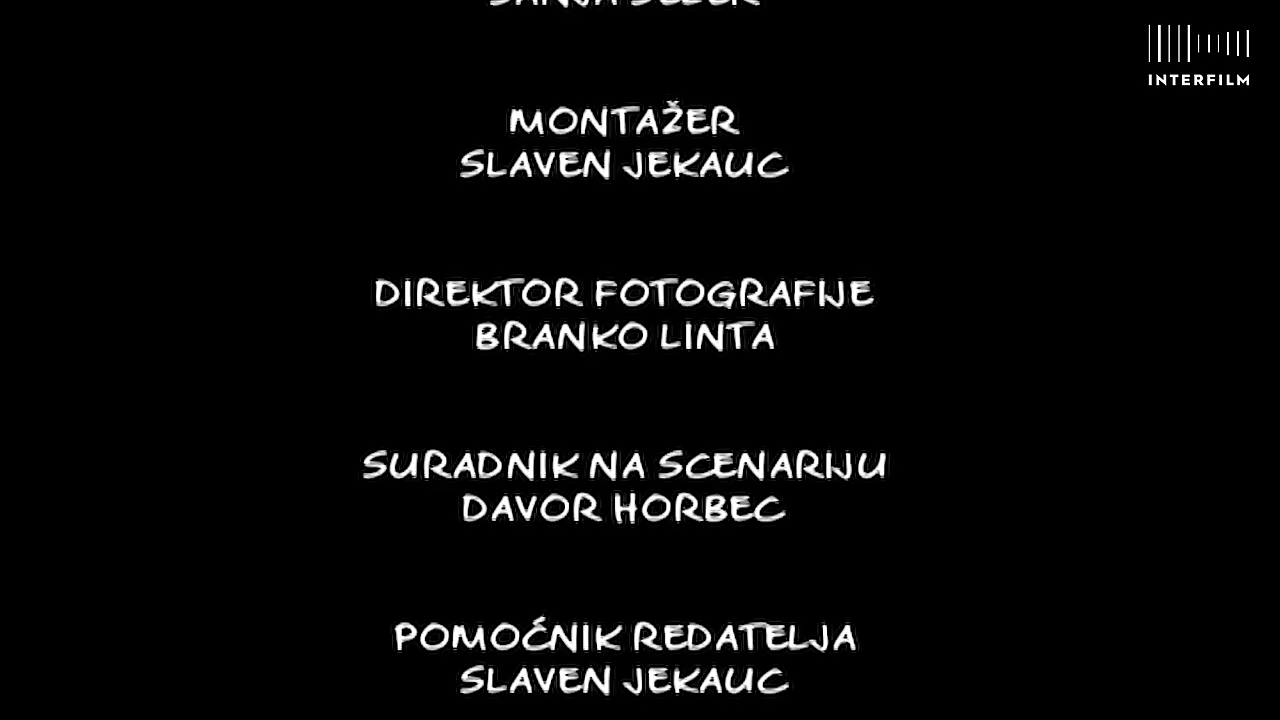 INTERFILM
MONTAŽER
SLAVEN JEKAUC
DIREKTOR FOTOGRAFIJE
BRANKO LINTA
SURADNIK NA SCENARIJU
DAVOR HORBEC
POMOĆNIK REDATELJA
SLAVEN JEKAUC